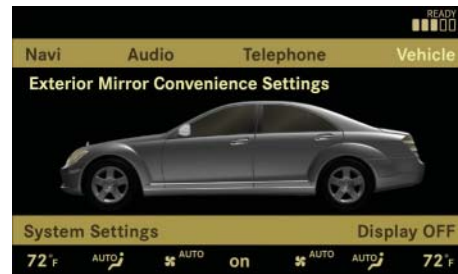 READY
Navi Audio Telephone Vehicle
Exterior Mirror Convenience Settings
System Settings Display OFF
72°F AUTO AUTO on AUTO AUTO 72°F